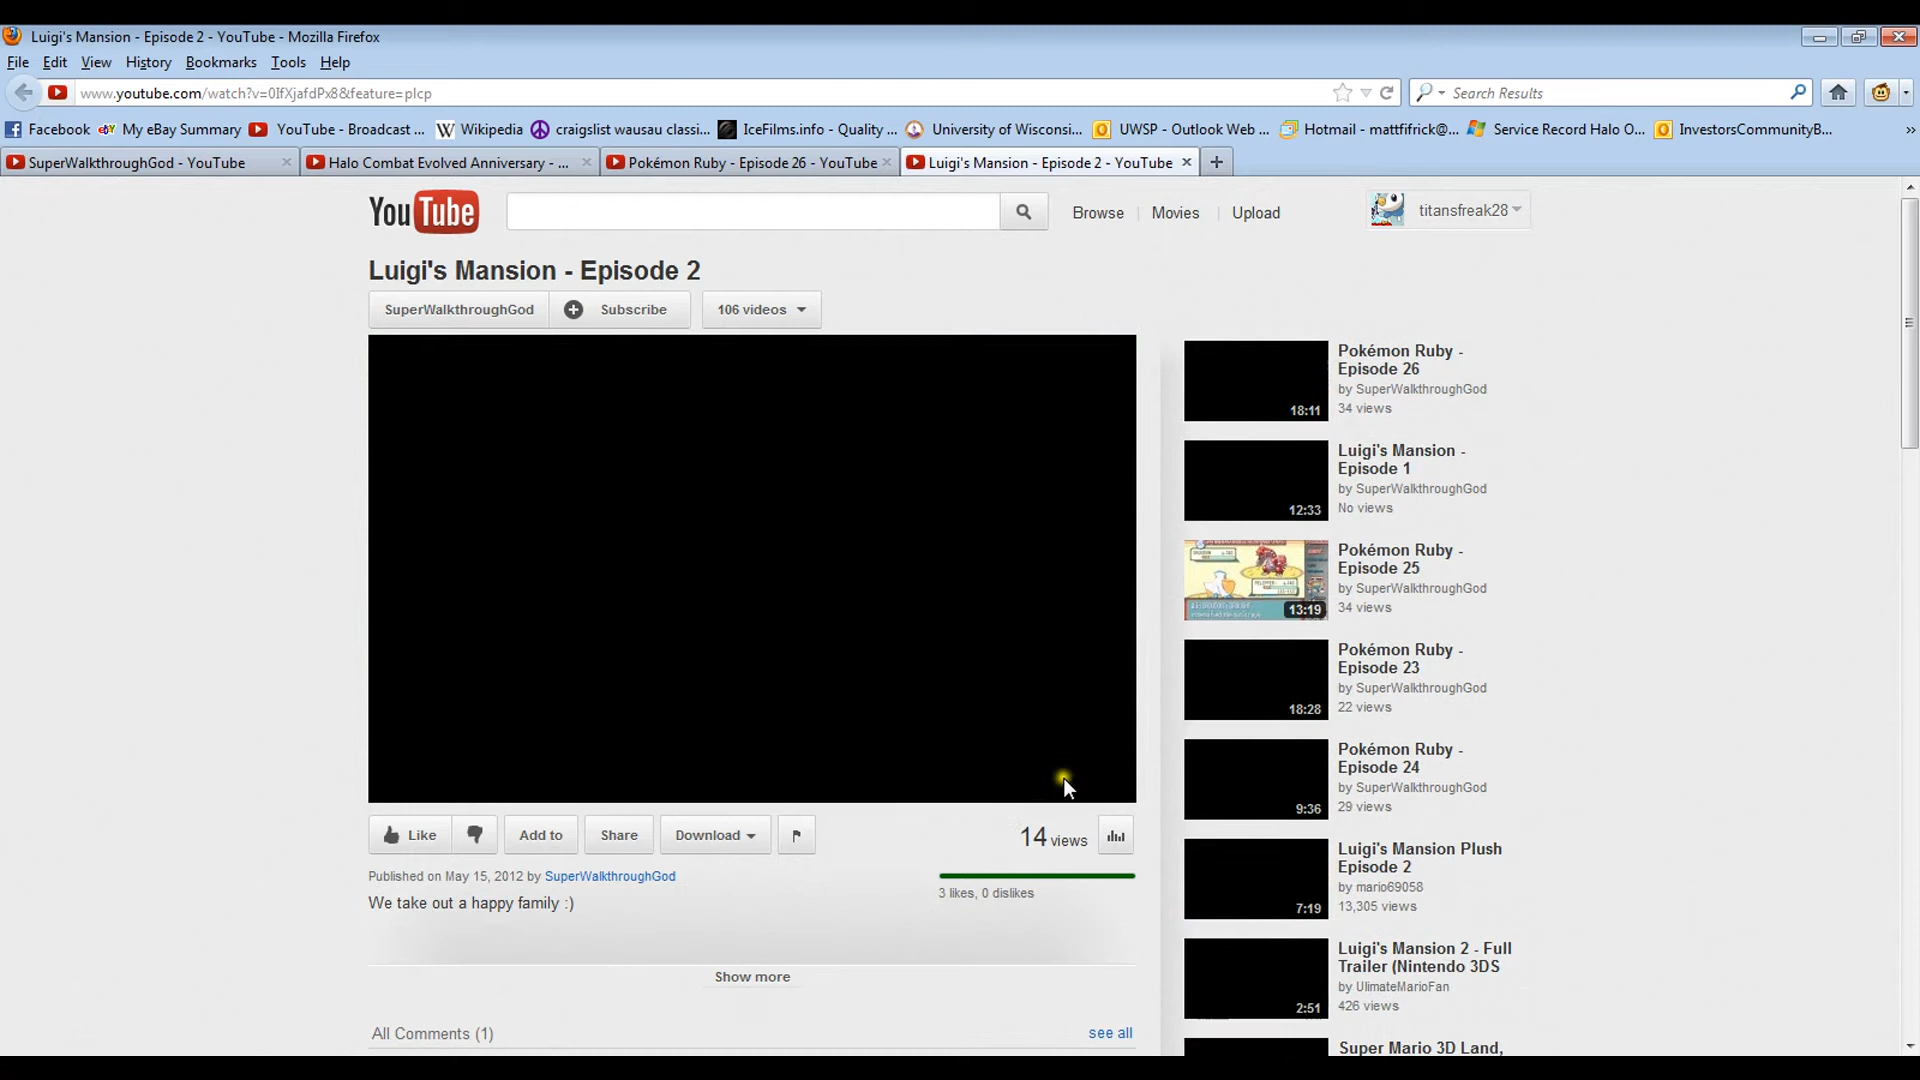 Luigi's Mansion - Episode 2 - YouTube - Mozilla Firefox
File Edit View History Bookmarks Tools Help
www.youtube.com/watch?v=0IfXjafdPx8&feature=plcp
Search Results
Facebook My eBay Summary YouTube - Broadcast ... Wikipedia craigslist wausau classi... IceFilms.info - Quality ... University of Wisconsi... UWSP - Outlook Web ... Hotmail - mattfifrick@... Service Record Halo O... InvestorsCommunityB...
SuperWalkthroughGod - YouTube Halo Combat Evolved Anniversary - ... Pokémon Ruby - Episode 26 - YouTube Luigi's Mansion - Episode 2 - YouTube
YouTube Browse Movies Upload titansfreak28
Luigi's Mansion - Episode 2
SuperWalkthroughGod Subscribe 106 videos
Pokémon Ruby -
Episode 26
by SuperWalkthroughGod
34 views
18:11
Luigi's Mansion -
Episode 1
by SuperWalkthroughGod
No views
12:33
Pokémon Ruby -
Episode 25
by SuperWalkthroughGod
34 views
13:19
Pokémon Ruby -
Episode 23
by SuperWalkthroughGod
22 views
18:28
Pokémon Ruby -
Episode 24
by SuperWalkthroughGod
29 views
9:36
Luigi's Mansion Plush
Episode 2
by mario69058
13,305 views
7:19
Luigi's Mansion 2 - Full
Trailer (Nintendo 3DS
by UlimateMarioFan
426 views
2:51
Super Mario 3D Land,
Like Add to Share Download 14 views
Published on May 15, 2012 by SuperWalkthroughGod
3 likes, 0 dislikes
We take out a happy family :)
Show more
All Comments (1) see all